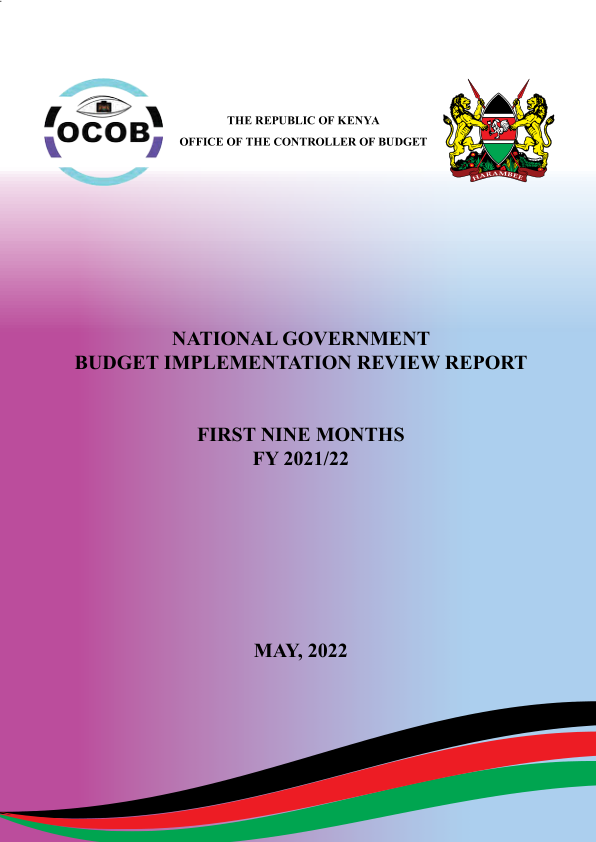 OCOB
THE REPUBLIC OF KENYA
OFFICE OF THE CONTROLLER OF BUDGET
HARAMBEE
NATIONAL GOVERNMENT
BUDGET IMPLEMENTATION REVIEW REPORT
FIRST NINE MONTHS
FY 2021/22
MAY, 2022